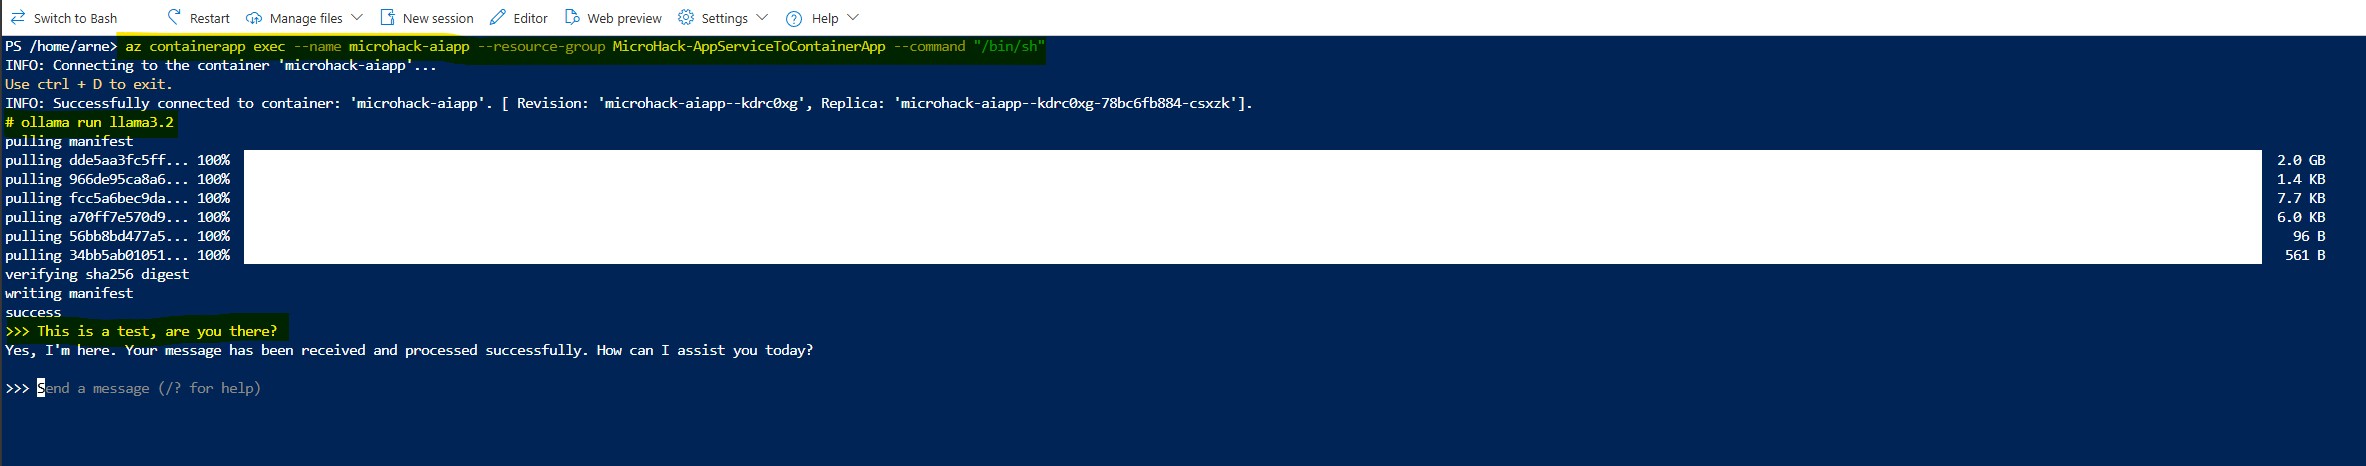 Switch to Bash Restart Manage files New session Editor Web preview Settings Help
PS /home/arne> az containerapp exec --name microhack-aiapp --resource-group MicroHack-AppServiceToContainerApp --command "/bin/sh"
INFO: Connecting to the container 'microhack-aiapp'...
Use ctrl + D to exit.
INFO: Successfully connected to container: 'microhack-aiapp'. [ Revision: 'microhack-aiapp--kdrc0xg', Replica: 'microhack-aiapp--kdrc0xg-78bc6fb884-csxzk'].
# ollama run llama3.2
pulling manifest
pulling dde5aa3fc5ff... 100% 2.0 GB
pulling 966de95ca8a6... 100% 1.4 KB
pulling fcc5a6bec9da... 100% 7.7 KB
pulling a70ff7e570d9... 100% 6.0 KB
pulling 56bb8bd477a5... 100% 96 B
pulling 34bb5ab01051... 100% 561 B
verifying sha256 digest
writing manifest
success
>>> This is a test, are you there?
Yes, I'm here. Your message has been received and processed successfully. How can I assist you today?
>>> Send a message (/? for help)